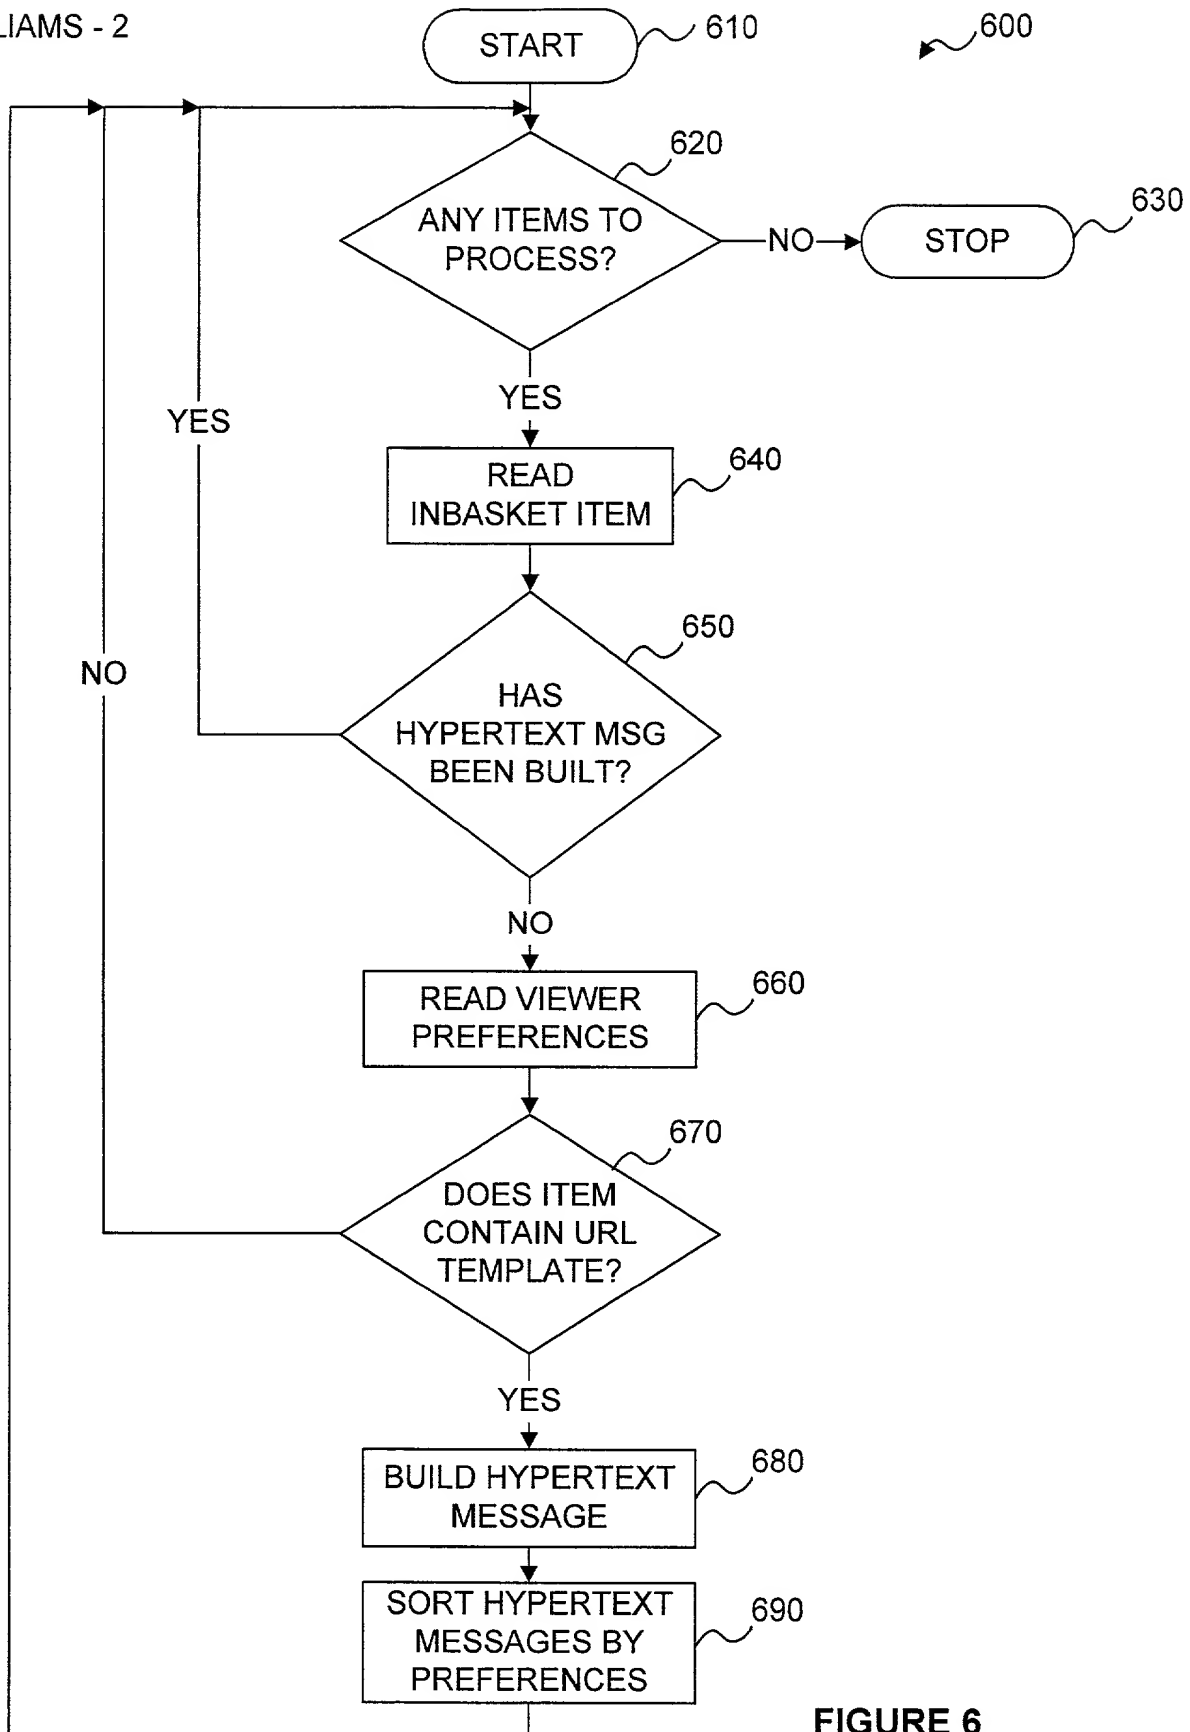 LIAMS - 2
START
610
600
620
ANY ITEMS TO
PROCESS?
NO
STOP
630
YES
YES
READ
INBASKET ITEM
640
650
HAS
HYPERTEXT MSG
BEEN BUILT?
NO
NO
READ VIEWER
PREFERENCES
660
670
DOES ITEM
CONTAIN URL
TEMPLATE?
YES
BUILD HYPERTEXT
MESSAGE
680
SORT HYPERTEXT
MESSAGES BY
PREFERENCES
690
FIGURE 6